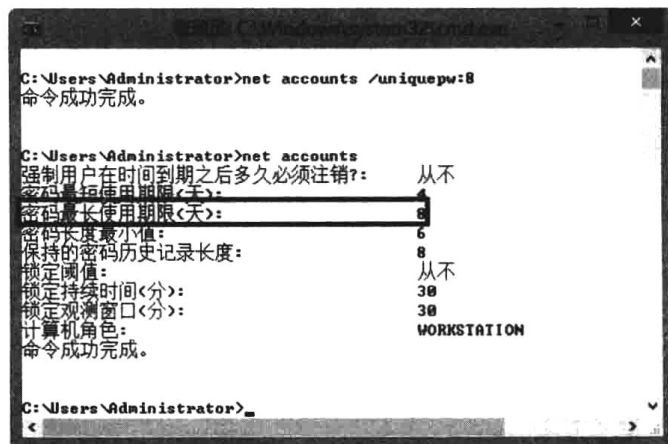 C:\Windows\system32\cmd.exe
C:\Users\Administrator>net accounts /uniquepw:8
命令成功完成。
C:\Users\Administrator>net accounts
强制用户在时间到期之后多久必须注销?: 从不
密码最短使用期限(天): 4
密码最长使用期限(天): 8
密码长度最小值: 6
保持的密码历史记录长度: 8
锁定阈值: 从不
锁定持续时间(分): 30
锁定观测窗口(分): 30
计算机角色: WORKSTATION
命令成功完成。
C:\Users\Administrator>